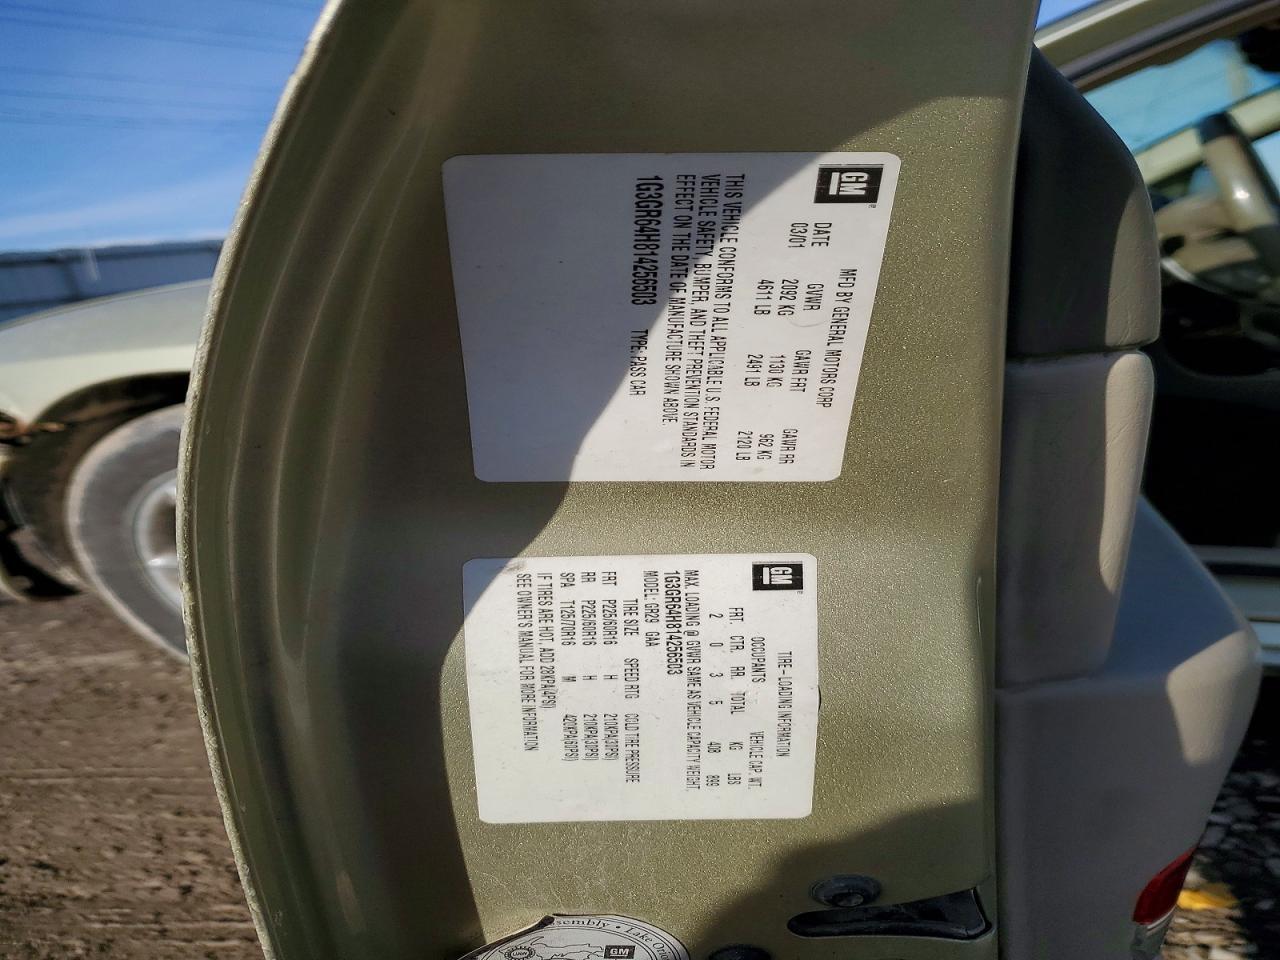 GM
MFD BY GENERAL MOTORS CORP
DATE GVWR GAWR FRT GAWR RR
03/01 2092 KG 1130 KG 962 KG
4611 LB 2491 LB 2120 LB
THIS VEHICLE CONFORMS TO ALL APPLICABLE U.S. FEDERAL MOTOR
VEHICLE SAFETY, BUMPER, AND THEFT PREVENTION STANDARDS IN
EFFECT ON THE DATE OF MANUFACTURE SHOWN ABOVE.
1G3GR64H814256503 TYPE: PASS CAR
GM
TIRE-LOADING INFORMATION
OCCUPANTS VEHICLE CAP. WT.
FRT. CTR. RR. TOTAL KG LBS
2 0 3 5 408 899
MAX. LOADING @ GVWR SAME AS VEHICLE CAPACITY WEIGHT.
1G3GR64H814256503
MODEL: GR29 GAA
TIRE SIZE SPEED RTG COLD TIRE PRESSURE
FRT P225/60R16 H 210KPA(30PSI)
RR P225/60R16 H 210KPA(30PSI)
SPA T125/70R16 M 420KPA(60PSI)
IF TIRES ARE HOT, ADD 28KPA(4PSI)
SEE OWNER'S MANUAL FOR MORE INFORMATION
ssembly • Lake Orio
GM